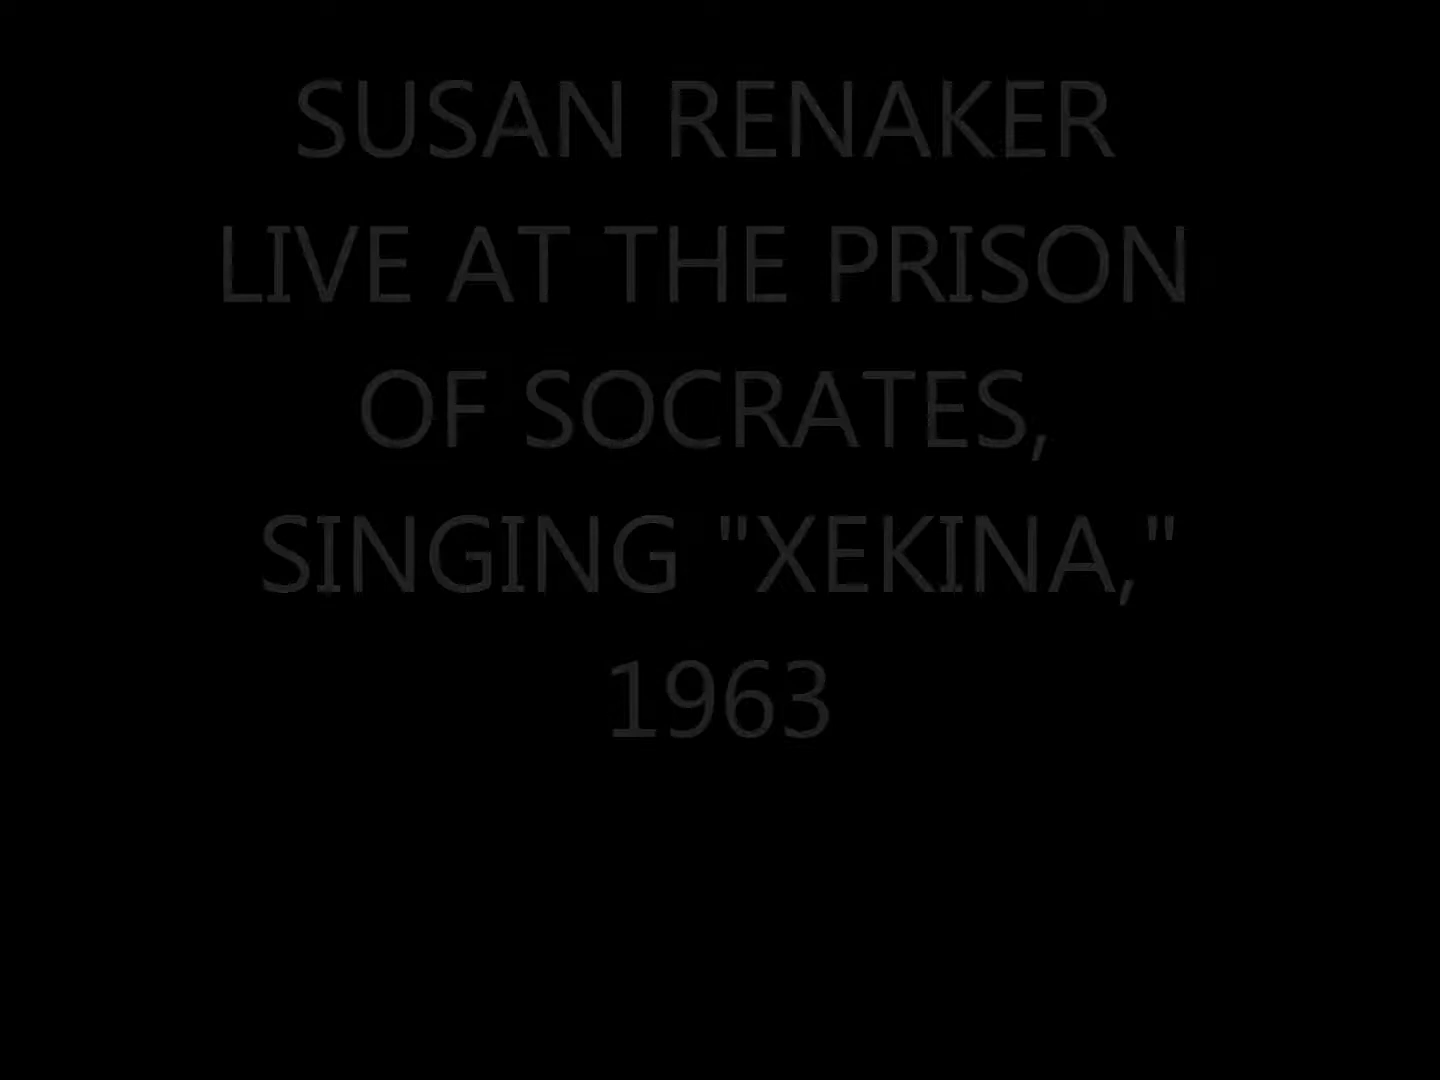 SUSAN RENAKER
LIVE AT THE PRISON
OF SOCRATES,
SINGING "XEKINA,"
1963